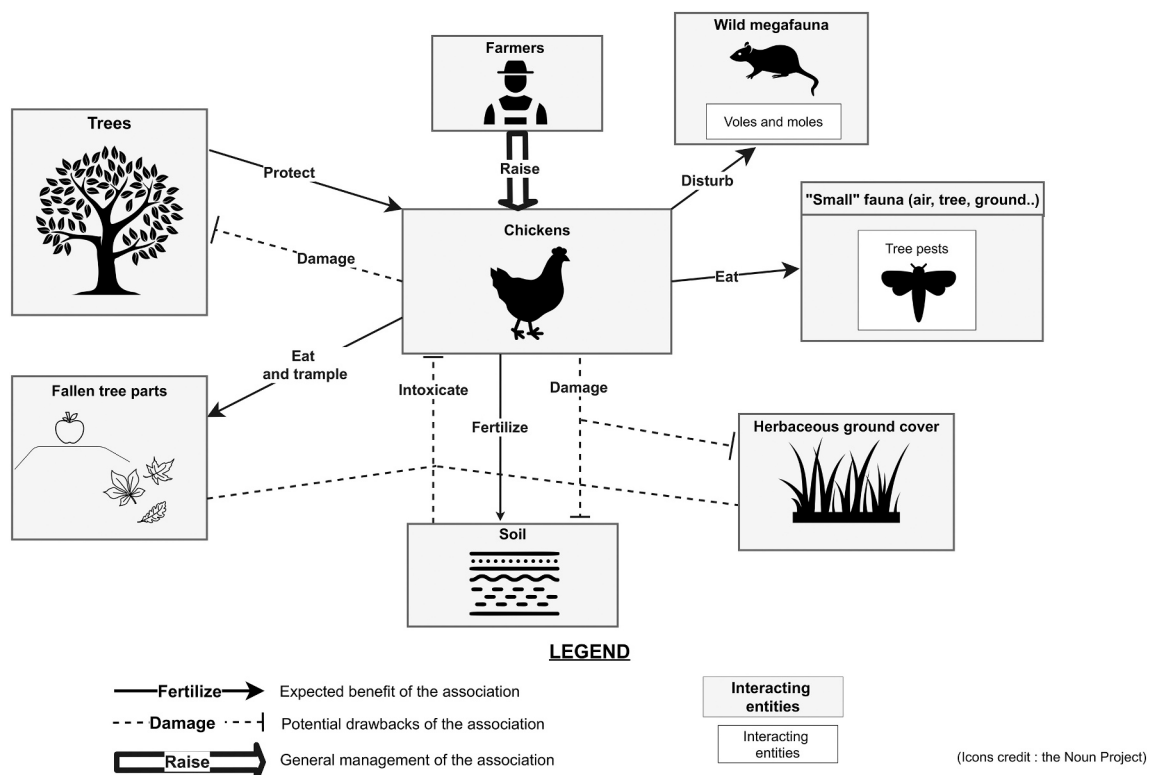 Wild megafauna
Voles and moles
Farmers
Raise
Trees
Protect
Damage
Disturb
"Small" fauna (air, tree, ground..)
Tree pests
Chickens
Eat
Eat
and trample
Fallen tree parts
Intoxicate
Damage
Fertilize
Herbaceous ground cover
Soil
LEGEND
Fertilize Expected benefit of the association
Damage Potential drawbacks of the association
Raise General management of the association
Interacting
entities
Interacting
entities
(Icons credit : the Noun Project)